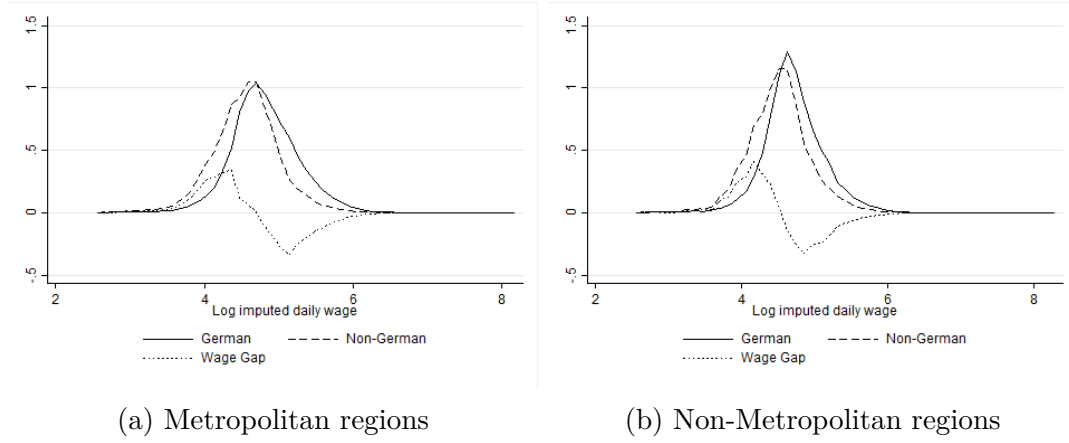 1.5
1
.5
0
-.5
2
4
6
8
Log imputed daily wage
German
Non-German
Wage Gap
(a) Metropolitan regions
1.5
1
.5
0
-.5
2
4
6
8
Log imputed daily wage
German
Non-German
Wage Gap
(b) Non-Metropolitan regions